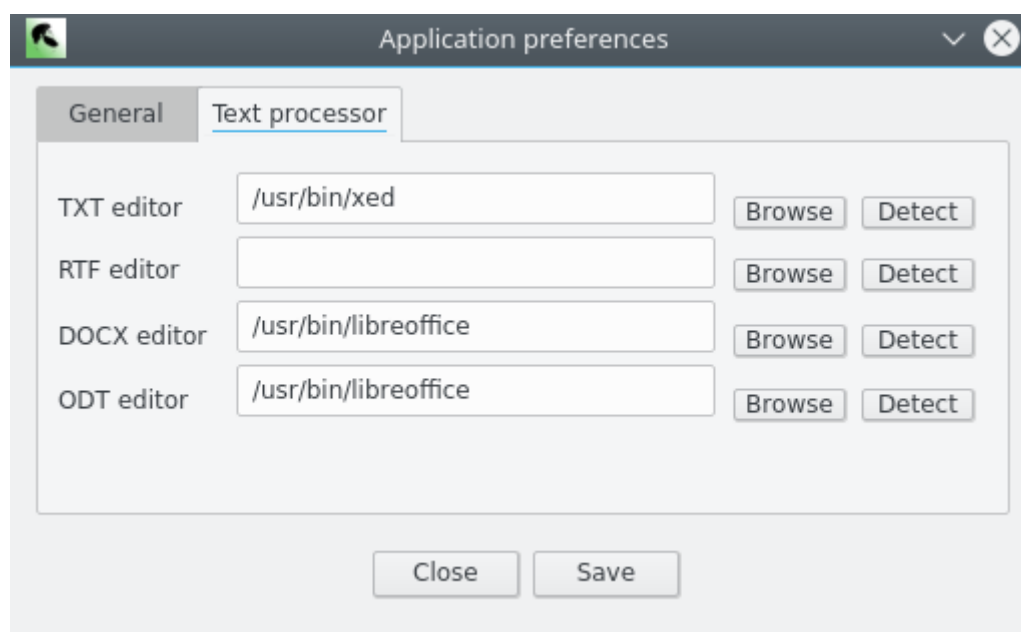 Application preferences
General Text processor
TXT editor /usr/bin/xed Browse Detect
RTF editor Browse Detect
DOCX editor /usr/bin/libreoffice Browse Detect
ODT editor /usr/bin/libreoffice Browse Detect
Close Save